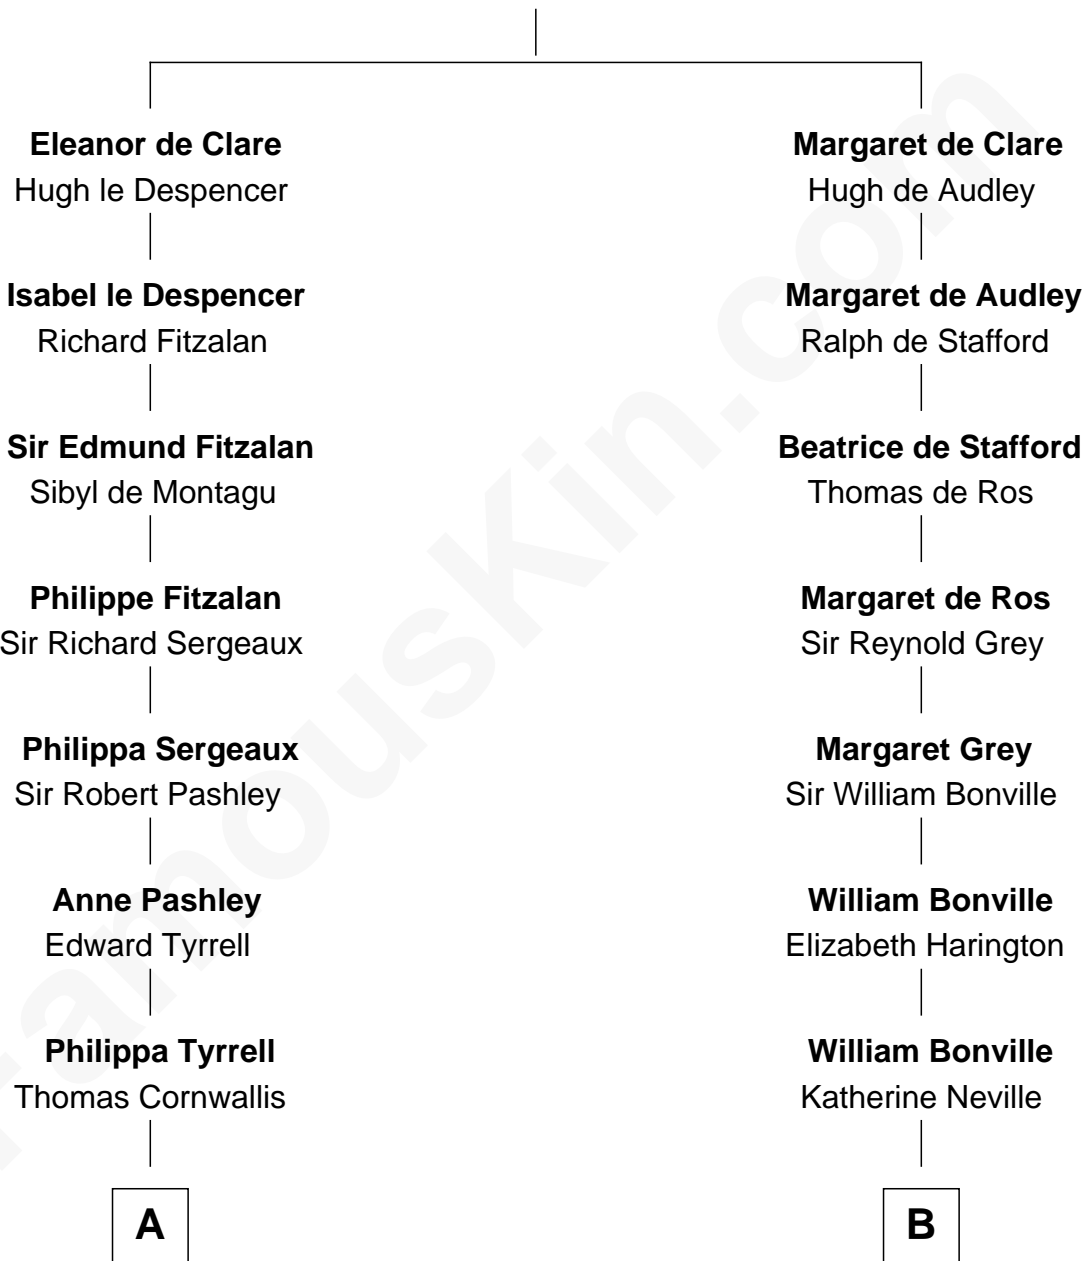 Eleanor de Clare
Hugh le Despencer
Isabel le Despencer
Richard Fitzalan
Sir Edmund Fitzalan
Sibyl de Montagu
Philippe Fitzalan
Sir Richard Sergeaux
Philippa Sergeaux
Sir Robert Pashley
Anne Pashley
Edward Tyrrell
Philippa Tyrrell
Thomas Cornwallis
A
Margaret de Clare
Hugh de Audley
Margaret de Audley
Ralph de Stafford
Beatrice de Stafford
Thomas de Ros
Margaret de Ros
Sir Reynold Grey
Margaret Grey
Sir William Bonville
William Bonville
Elizabeth Harington
William Bonville
Katherine Neville
B
FamousKin.com